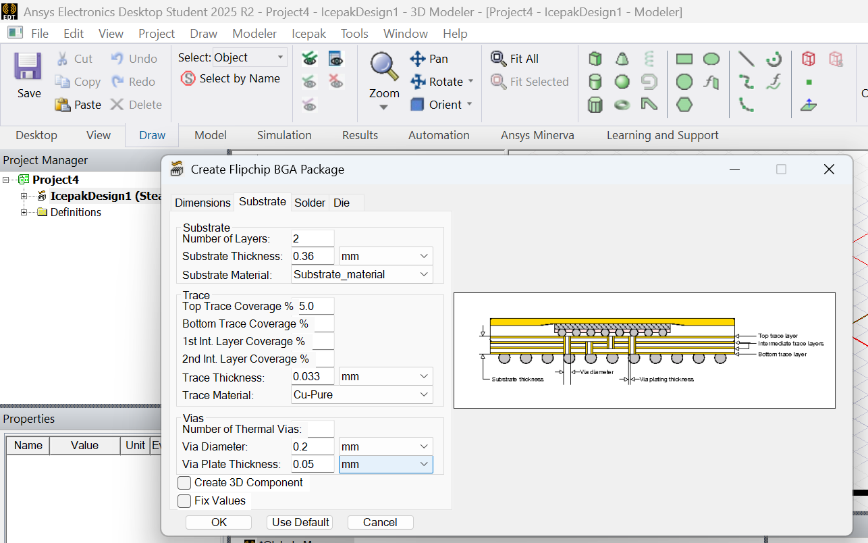 Ansys Electronics Desktop Student 2025 R2 - Project4 - IcepakDesign1 - 3D Modeler - [Project4 - IcepakDesign1 - Modeler]
File Edit View Project Draw Modeler Icepak Tools Window Help
Save
Cut
Copy
Paste
Undo
Redo
Delete
Select: Object
Select by Name
Zoom
Pan
Rotate
Orient
Fit All
Fit Selected
Desktop View Draw Model Simulation Results Automation Ansys Minerva Learning and Support
Project Manager
Project4
IcepakDesign1 (Stea
Definitions
Properties
Name Value Unit Ev
Create Flipchip BGA Package
Dimensions Substrate Solder Die
Substrate
Number of Layers: 2
Substrate Thickness: 0.36 mm
Substrate Material: Substrate_material
Trace
Top Trace Coverage % 5.0
Bottom Trace Coverage %
1st Int. Layer Coverage %
2nd Int. Layer Coverage %
Trace Thickness: 0.033 mm
Trace Material: Cu-Pure
Vias
Number of Thermal Vias:
Via Diameter: 0.2 mm
Via Plate Thickness: 0.05 mm
Create 3D Component
Fix Values
OK Use Default Cancel
Top trace layer
Intermediate trace layers
Bottom trace layer
Via diameter
Substrate thickness
Via plating thickness